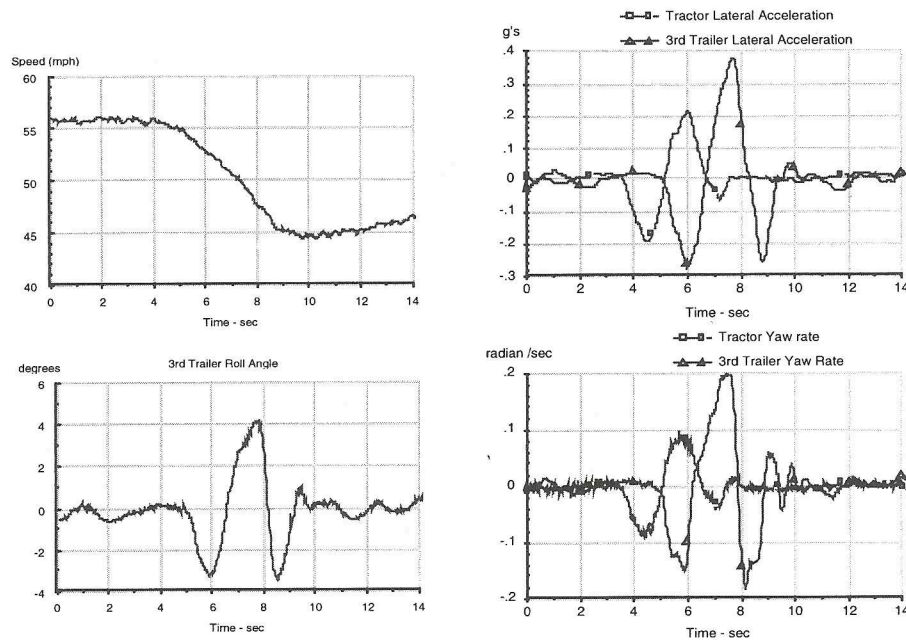 Speed (mph)
60
55
50
45
40
0 2 4 6 8 10 12 14
Time - sec
Tractor Lateral Acceleration
g's
3rd Trailer Lateral Acceleration
.4
.3
.2
.1
0
-.1
-.2
-.3
0 2 4 6 8 10 12 14
Time - sec
degrees
3rd Trailer Roll Angle
6
4
2
0
-2
-4
0 2 4 6 8 10 12 14
Time - sec
Tractor Yaw rate
radian /sec
3rd Trailer Yaw Rate
.2
.1
0
-.1
-.2
0 2 4 6 8 10 12 14
Time - sec